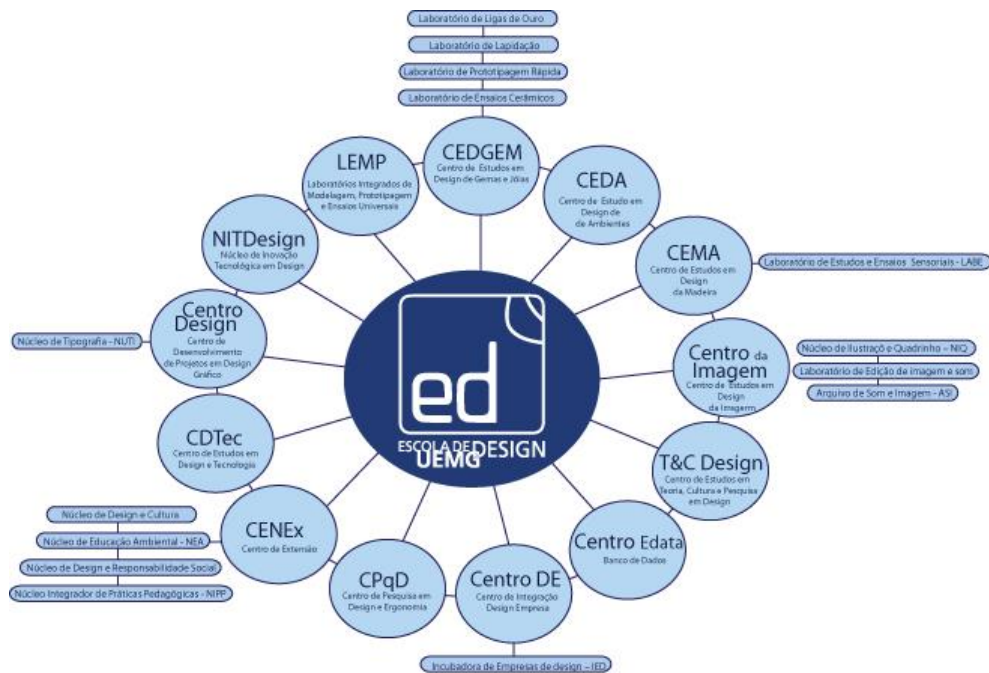 Laboratório de Ligas de Ouro
Laboratório de Lapidação
Laboratório de Prototipagem Rápida
Laboratório de Ensaios Cerâmicos
CEDGEM
Centro de Estudos em
Design de Gemas e Jóias
LEMP
Laboratórios Integrados de
Modelagem, Prototipagem
e Ensaios Universais
CEDA
Centro de Estudo em
Design de
de Ambientes
NITDesign
Núcleo de Inovação
Tecnológica em Design
CEMA
Centro de Estudos em
Design
da Madeira
Laboratório de Estudos e Ensaios Sensoriais - LABE
Centro
Design
Centro de
Desenvolvimento
de Projetos em Design
Gráfico
Núcleo de Tipografia - NUTI
Centro da
Imagem
Centro de Estudos em
Design
da Imagem
Núcleo de Ilustraçõ e Quadrinho – NIQ
Laboratório de Edição de imagem e som
Arquivo de Som e Imagem - ASI
ed
ESCOLA DE DESIGN
UEMG
CDTec
Centro de Estudos em
Design e Tecnologia
T&C Design
Centro de Estudos em
Teoria, Cultura e Pesquisa
em Design
CENEx
Centro de Extensão
Núcleo de Design e Cultura
Núcleo de Educação Ambiental - NEA
Núcleo de Design e Responsabilidade Social
Núcleo Integrador de Práticas Pedagógicas - NIPP
Centro Edata
Banco de Dados
CPqD
Centro de Pesquisa em
Design e Ergonomia
Centro DE
Centro de Integração
Design Empresa
Incubadora de Empresas de design – IED